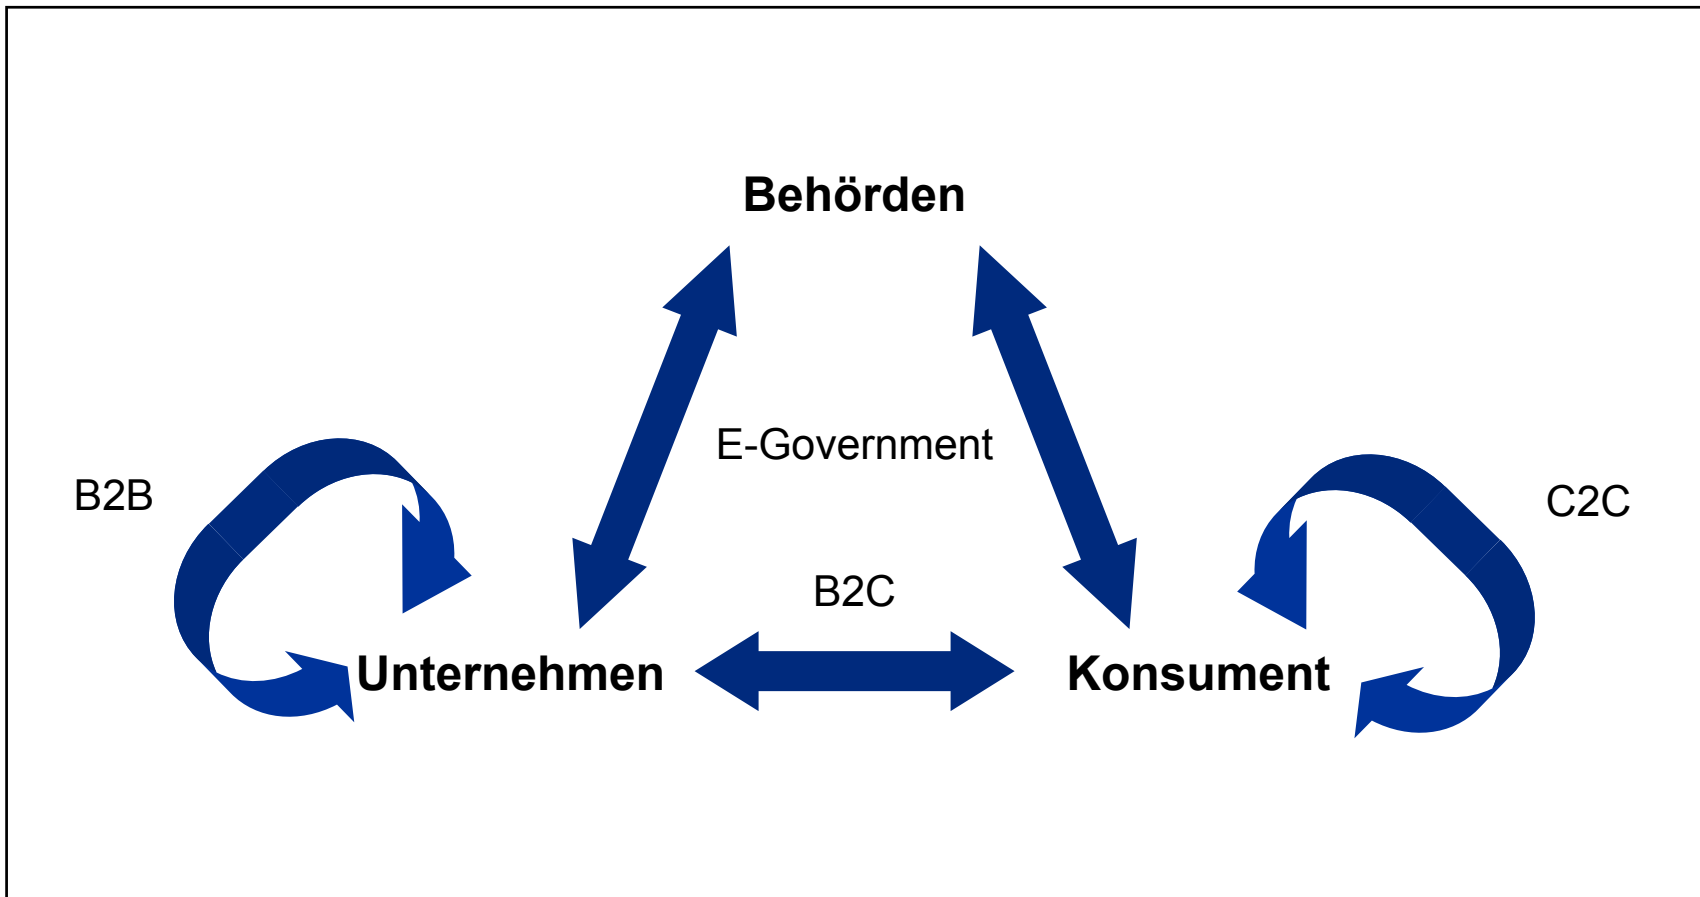 Behörden
E-Government
B2B
C2C
B2C
Unternehmen
Konsument